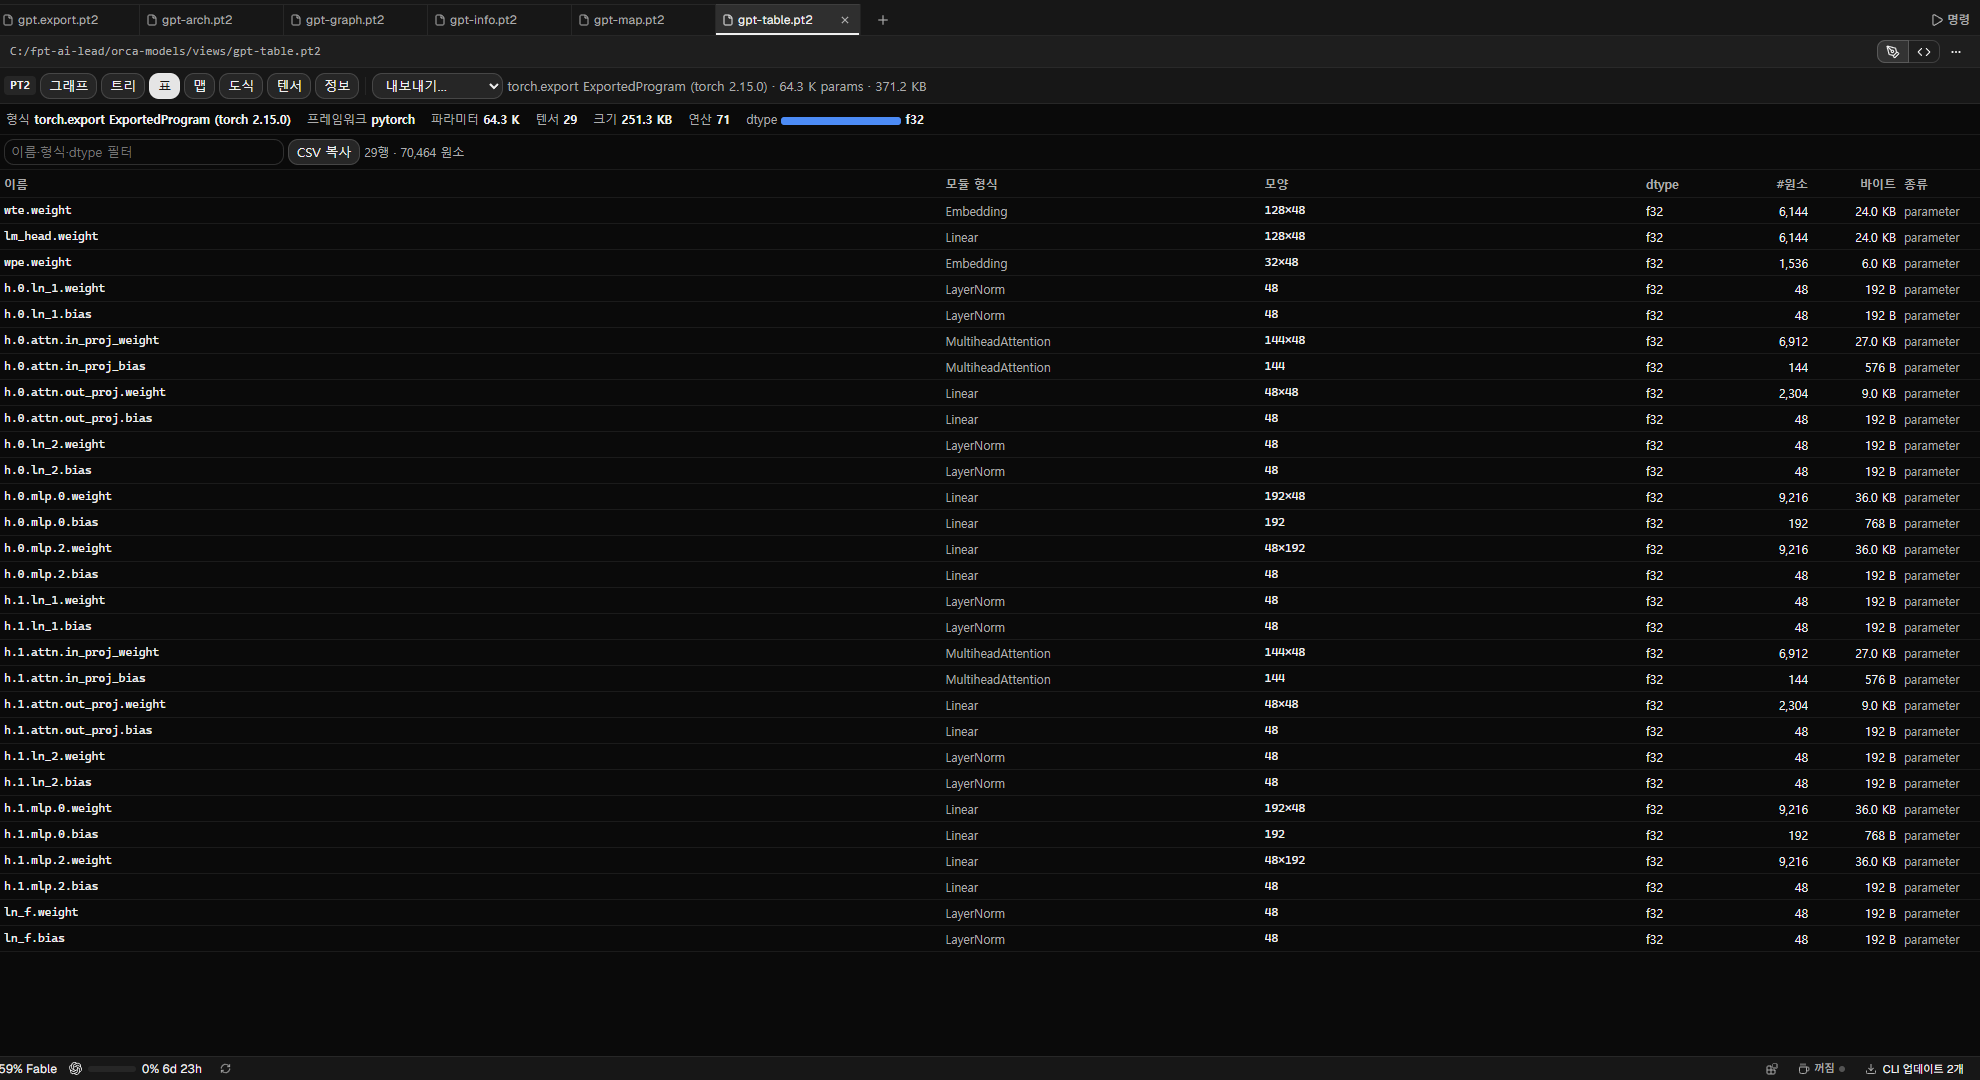 gpt.export.pt2 gpt-arch.pt2 gpt-graph.pt2 gpt-info.pt2 gpt-map.pt2 gpt-table.pt2 × + 명령
C:/fpt-ai-lead/orca-models/views/gpt-table.pt2
PT2 그래프 트리 표 맵 도식 텐서 정보 내보내기... torch.export ExportedProgram (torch 2.15.0) · 64.3 K params · 371.2 KB
형식 torch.export ExportedProgram (torch 2.15.0) 프레임워크 pytorch 파라미터 64.3 K 텐서 29 크기 251.3 KB 연산 71 dtype f32
이름·형식·dtype 필터 CSV 복사 29행 · 70,464 원소
이름 모듈 형식 모양 dtype #원소 바이트 종류
wte.weight Embedding 128×48 f32 6,144 24.0 KB parameter
lm_head.weight Linear 128×48 f32 6,144 24.0 KB parameter
wpe.weight Embedding 32×48 f32 1,536 6.0 KB parameter
h.0.ln_1.weight LayerNorm 48 f32 48 192 B parameter
h.0.ln_1.bias LayerNorm 48 f32 48 192 B parameter
h.0.attn.in_proj_weight MultiheadAttention 144×48 f32 6,912 27.0 KB parameter
h.0.attn.in_proj_bias MultiheadAttention 144 f32 144 576 B parameter
h.0.attn.out_proj.weight Linear 48×48 f32 2,304 9.0 KB parameter
h.0.attn.out_proj.bias Linear 48 f32 48 192 B parameter
h.0.ln_2.weight LayerNorm 48 f32 48 192 B parameter
h.0.ln_2.bias LayerNorm 48 f32 48 192 B parameter
h.0.mlp.0.weight Linear 192×48 f32 9,216 36.0 KB parameter
h.0.mlp.0.bias Linear 192 f32 192 768 B parameter
h.0.mlp.2.weight Linear 48×192 f32 9,216 36.0 KB parameter
h.0.mlp.2.bias Linear 48 f32 48 192 B parameter
h.1.ln_1.weight LayerNorm 48 f32 48 192 B parameter
h.1.ln_1.bias LayerNorm 48 f32 48 192 B parameter
h.1.attn.in_proj_weight MultiheadAttention 144×48 f32 6,912 27.0 KB parameter
h.1.attn.in_proj_bias MultiheadAttention 144 f32 144 576 B parameter
h.1.attn.out_proj.weight Linear 48×48 f32 2,304 9.0 KB parameter
h.1.attn.out_proj.bias Linear 48 f32 48 192 B parameter
h.1.ln_2.weight LayerNorm 48 f32 48 192 B parameter
h.1.ln_2.bias LayerNorm 48 f32 48 192 B parameter
h.1.mlp.0.weight Linear 192×48 f32 9,216 36.0 KB parameter
h.1.mlp.0.bias Linear 192 f32 192 768 B parameter
h.1.mlp.2.weight Linear 48×192 f32 9,216 36.0 KB parameter
h.1.mlp.2.bias Linear 48 f32 48 192 B parameter
ln_f.weight LayerNorm 48 f32 48 192 B parameter
ln_f.bias LayerNorm 48 f32 48 192 B parameter
59% Fable 0% 6d 23h 꺼짐 CLI 업데이트 2개